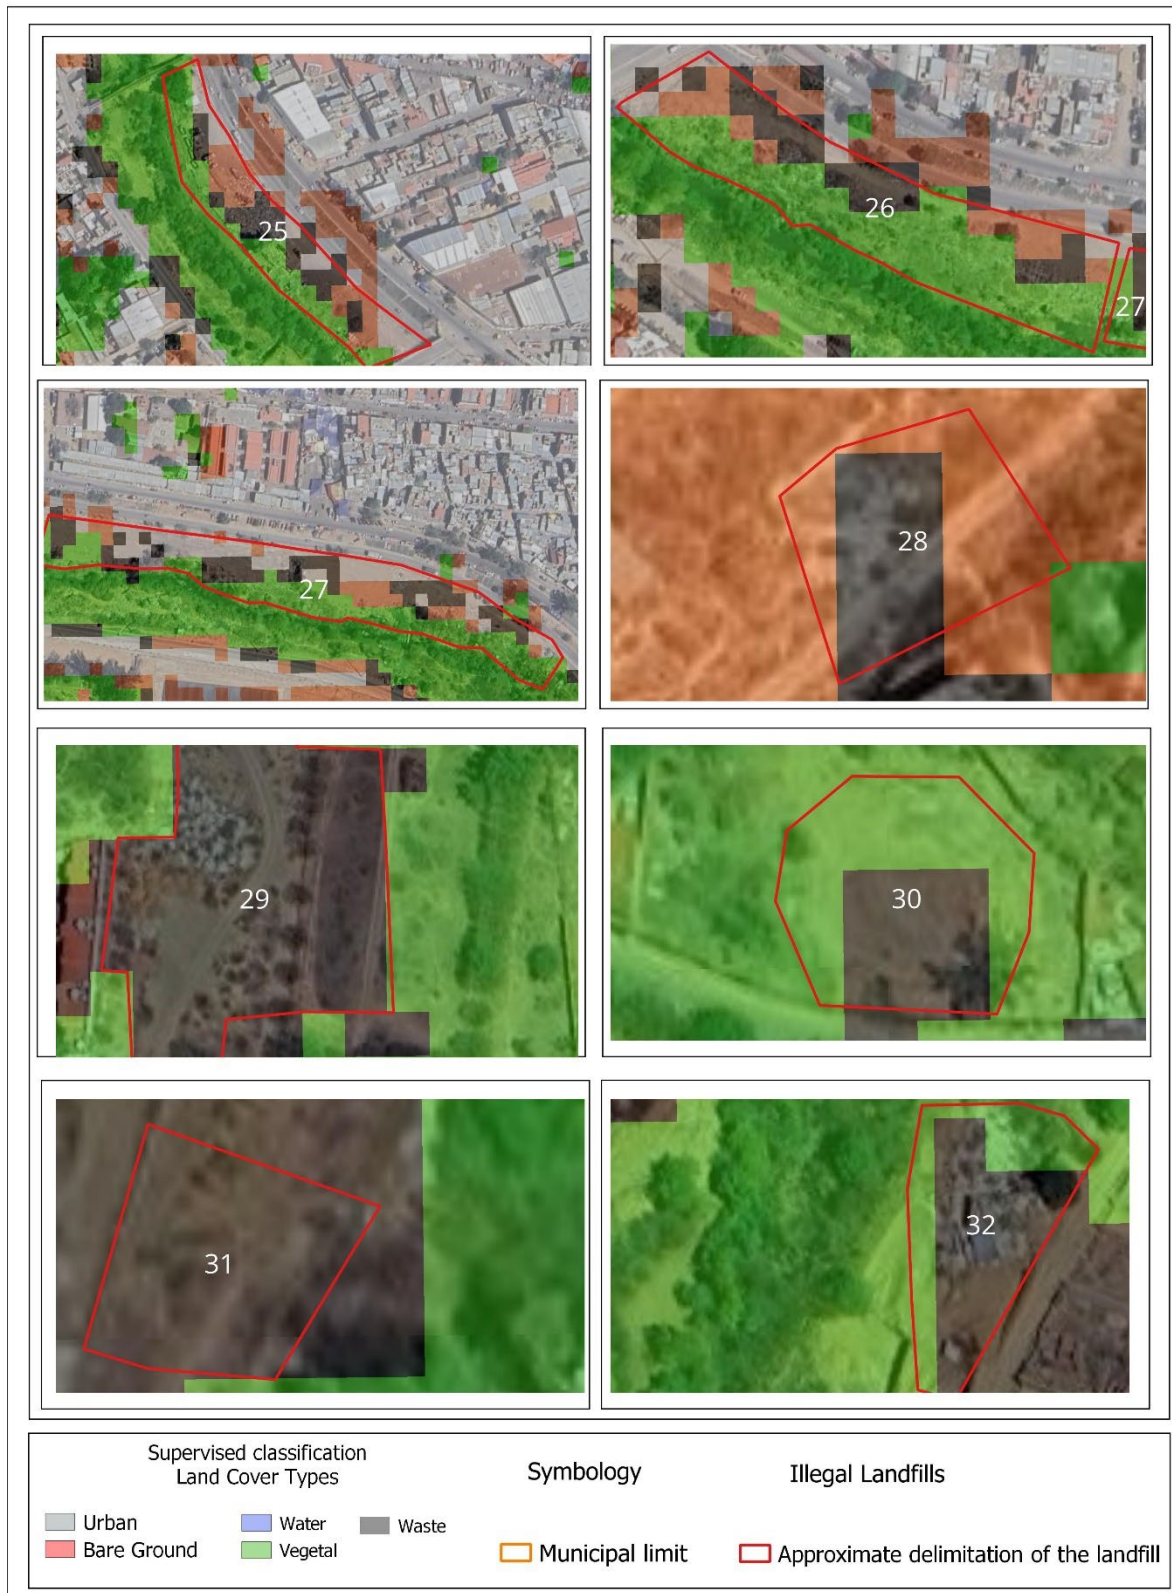 25
26
27
27
28
29
30
31
32
Supervised classification
Land Cover Types
Symbology
Illegal Landfills
Urban
Water
Waste
Bare Ground
Vegetal
Municipal limit
Approximate delimitation of the landfill